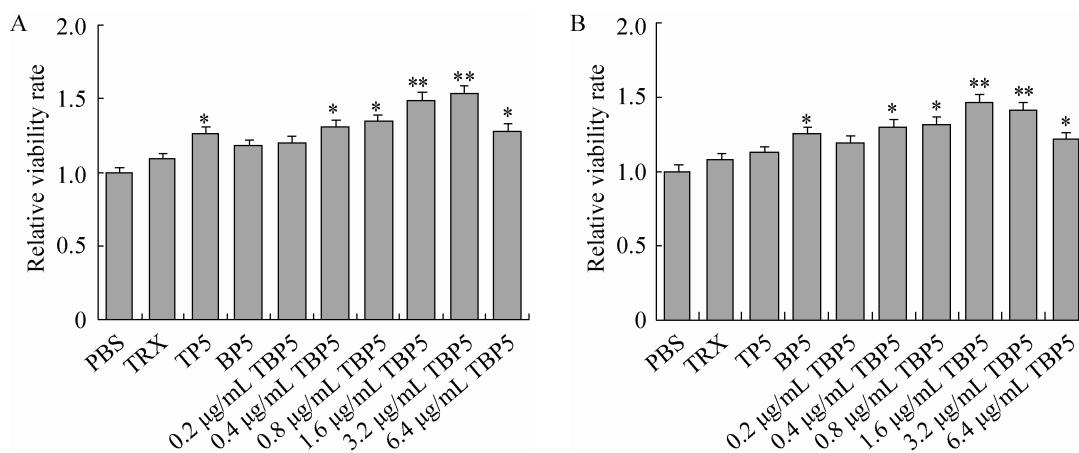 A
Relative viability rate
2.0
1.5
1.0
0.5
0
*
*
*
**
**
*
PBS
TRX
TP5
BP5
0.2 μg/mL TBP5
0.4 μg/mL TBP5
0.8 μg/mL TBP5
1.6 μg/mL TBP5
3.2 μg/mL TBP5
6.4 μg/mL TBP5
B
Relative viability rate
2.0
1.5
1.0
0.5
0
*
*
*
**
**
*
PBS
TRX
TP5
BP5
0.2 μg/mL TBP5
0.4 μg/mL TBP5
0.8 μg/mL TBP5
1.6 μg/mL TBP5
3.2 μg/mL TBP5
6.4 μg/mL TBP5